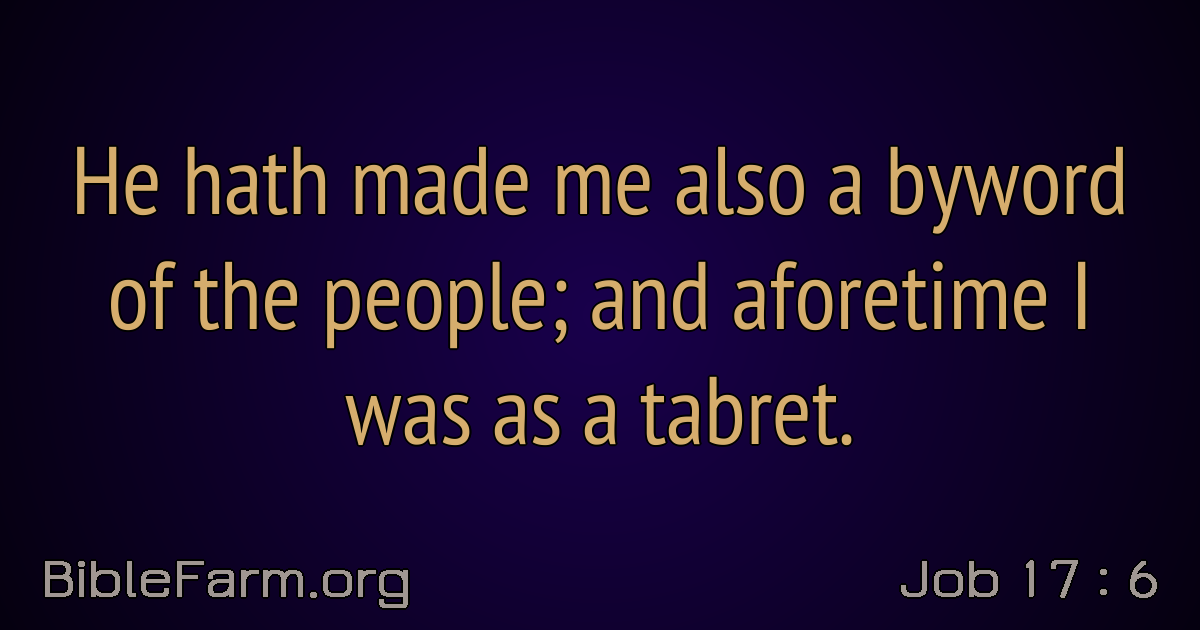 He hath made me also a byword
of the people; and aforetime I
was as a tabret.
BibleFarm.org
Job 17 : 6